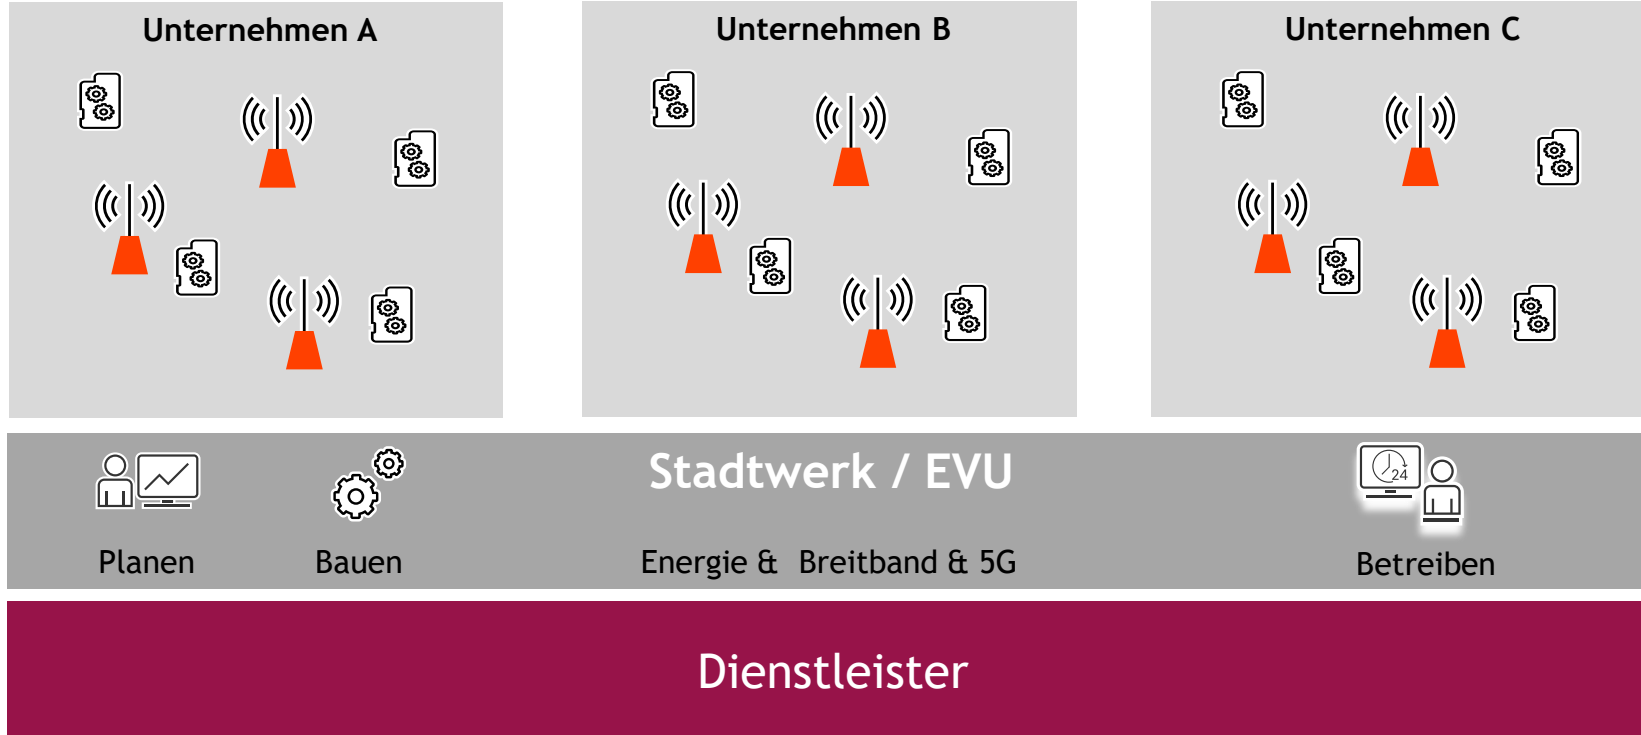 Unternehmen A
Unternehmen B
Unternehmen C
Stadtwerk / EVU
24
Planen
Bauen
Energie & Breitband & 5G
Betreiben
Dienstleister